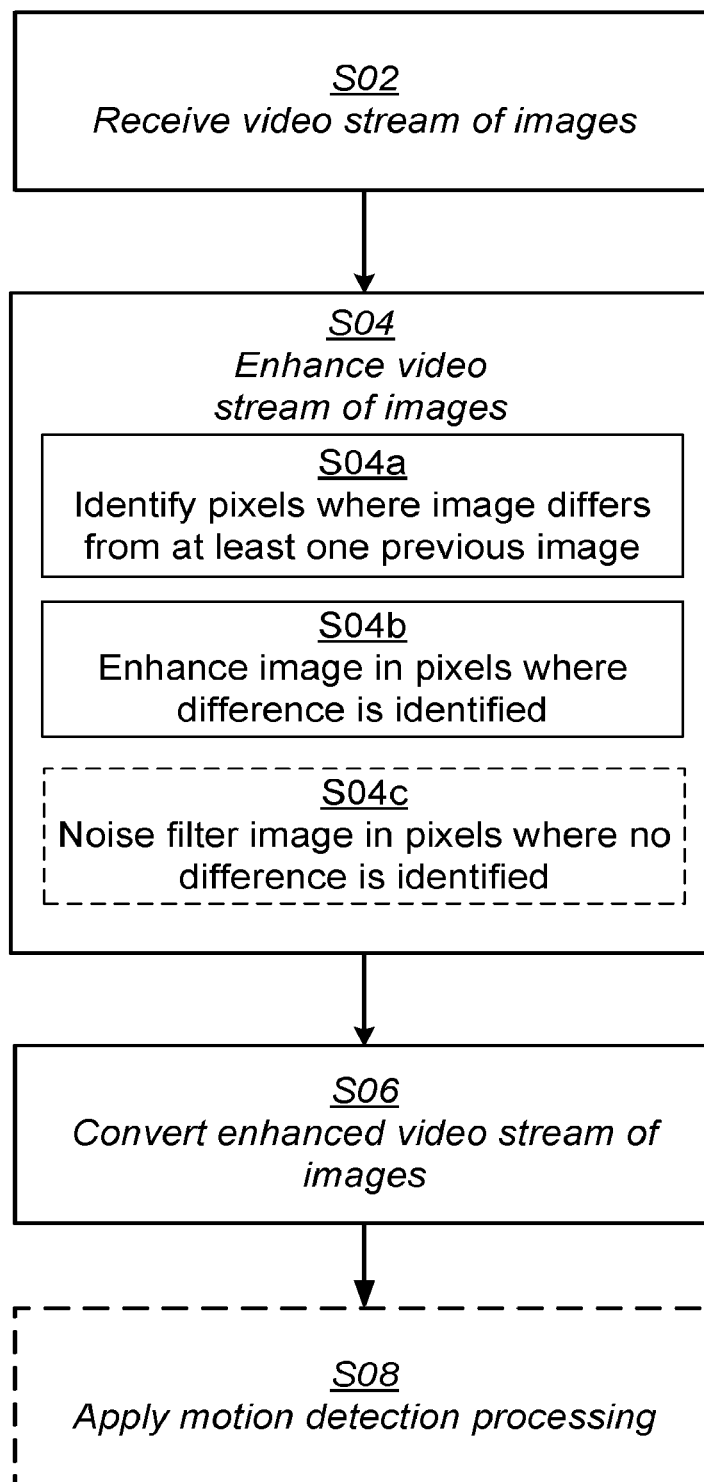 S02
Receive video stream of images
S04
Enhance video
stream of images
S04a
Identify pixels where image differs
from at least one previous image
S04b
Enhance image in pixels where
difference is identified
S04c
Noise filter image in pixels where no
difference is identified
S06
Convert enhanced video stream of
images
S08
Apply motion detection processing